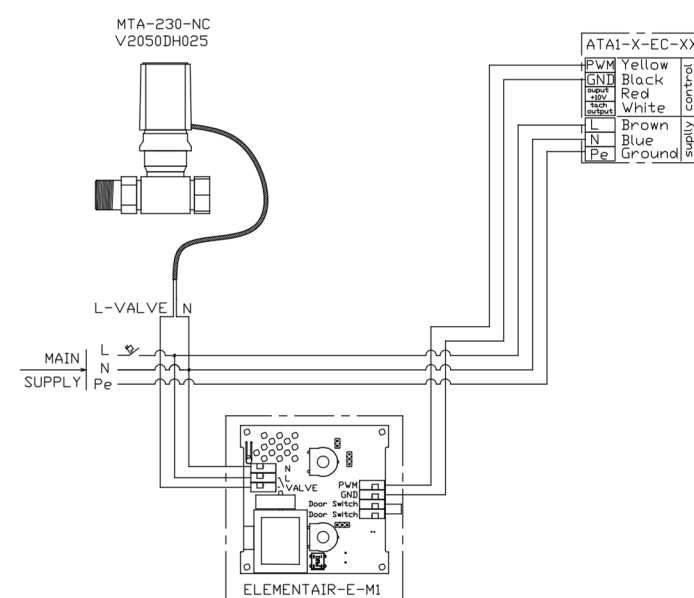 MTA-230-NC
V2050DH025
ATA1-X-EC-XX
PWM Yellow
GND Black
ouput +10V Red
tach output White
control
L Brown
N Blue
Pe Ground
suplly
L-VALVE N
MAIN SUPPLY
L
N
Pe
N
L
VALVE
PWM
GND
Door Switch
Door Switch
ELEMENTAIR-E-M1